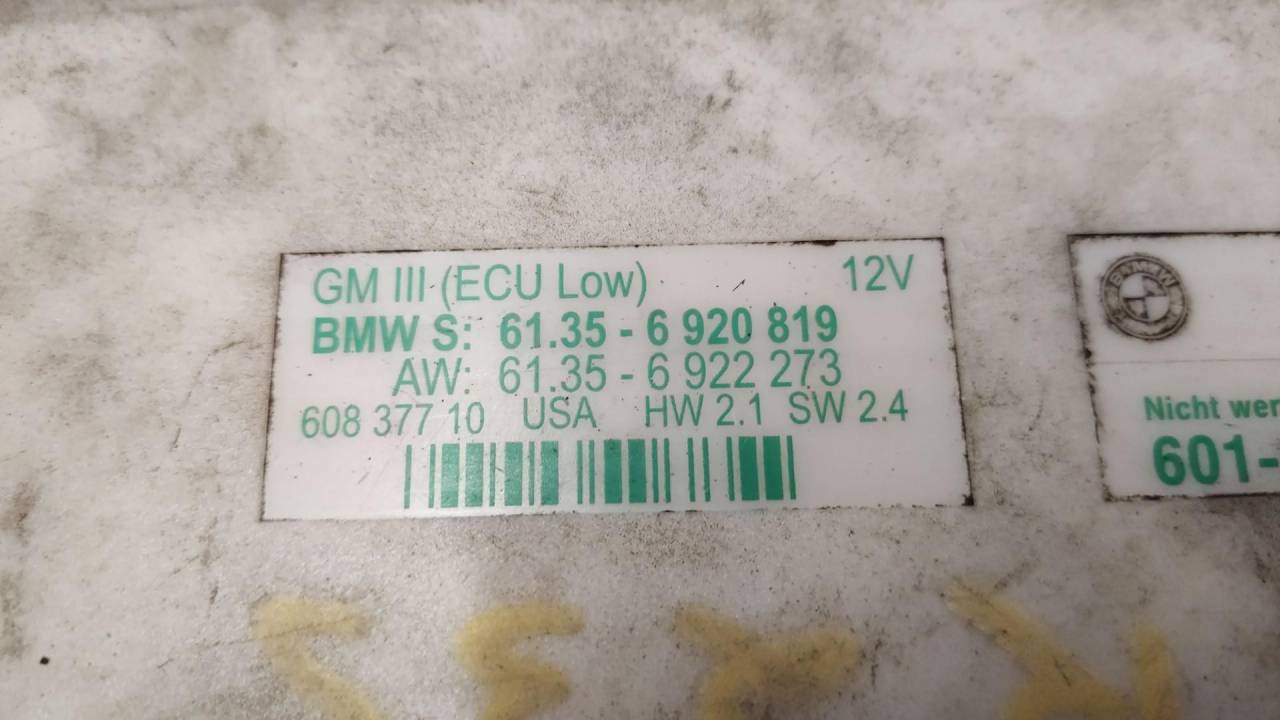 GM III (ECU Low) 12V
BMW S: 61.35 - 6 920 819
AW: 61.35 - 6 922 273
608 377 10 USA HW 2.1 SW 2.4
BMW
Nicht wer
601-